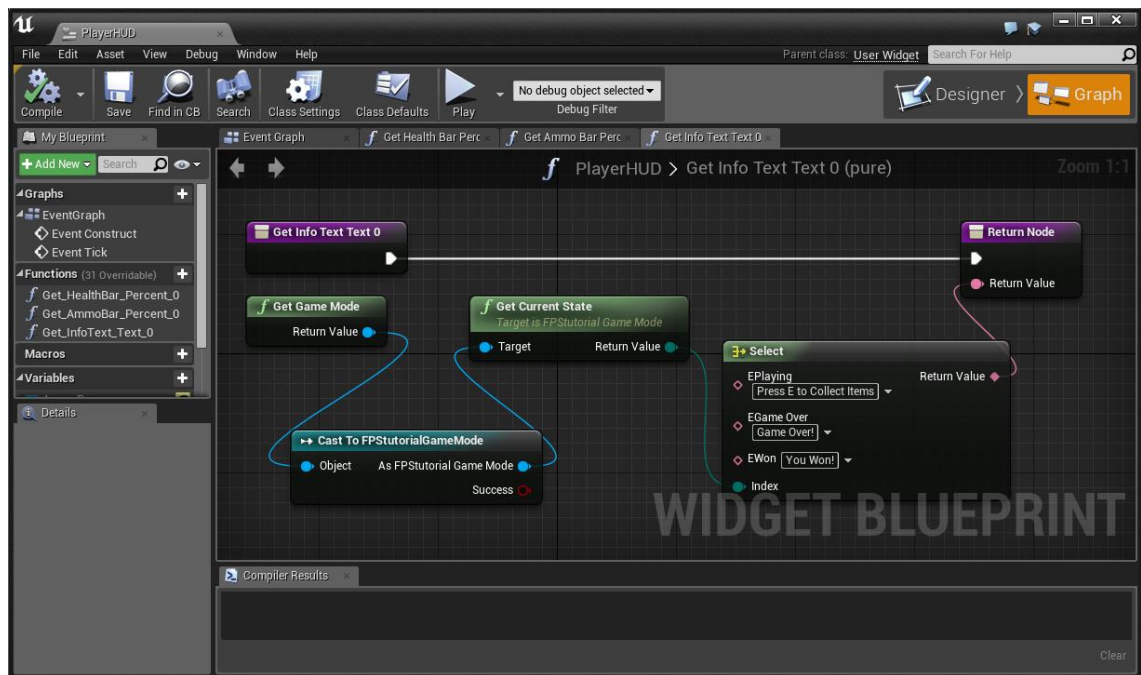 PlayerHUD
File Edit Asset View Debug Window Help
Parent class: User Widget Search For Help
Compile Save Find in CB Search Class Settings Class Defaults Play
No debug object selected
Debug Filter
Designer Graph
My Blueprint
Event Graph Get Health Bar Perc Get Ammo Bar Perc Get Info Text Text 0
Add New Search
PlayerHUD > Get Info Text Text 0 (pure)
Zoom 1:1
Graphs
EventGraph
Event Construct
Event Tick
Functions (31 Overridable)
Get_HealthBar_Percent_0
Get_AmmoBar_Percent_0
Get_InfoText_Text_0
Macros
Variables
Details
Get Info Text Text 0
Return Node
Return Value
Get Game Mode
Return Value
Get Current State
Target is FPStutorial Game Mode
Target Return Value
Select
EPlaying Return Value
Press E to Collect Items
EGame Over
Game Over!
EWon You Won!
Index
Cast To FPStutorialGameMode
Object As FPStutorial Game Mode
Success
WIDGET BLUEPRINT
Compiler Results
Clear